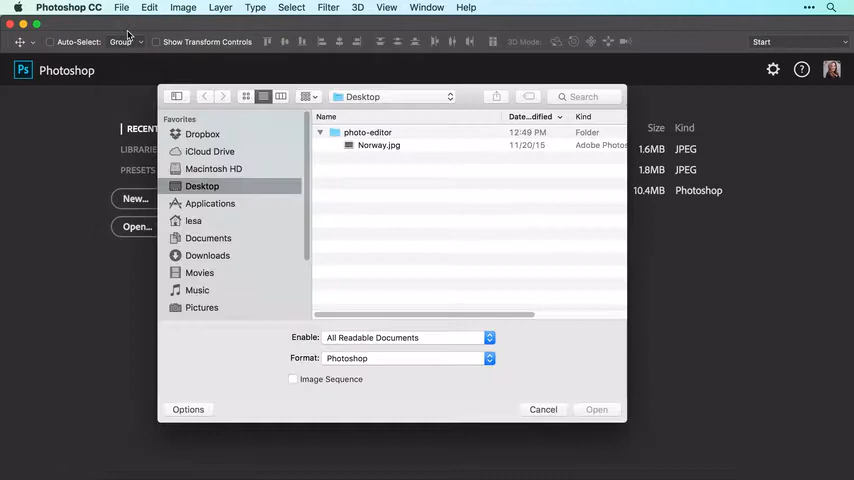 Photoshop CC File Edit Image Layer Type Select Filter 3D View Window Help
Auto-Select: Group Show Transform Controls 3D Mode: Start
Ps Photoshop ?
Desktop Search
Favorites Name Date...dified Kind
RECEN Size Kind
Dropbox photo-editor 12:49 PM Folder
LIBRARIE iCloud Drive Norway.jpg 11/20/15 Adobe Photos 1.6MB JPEG
PRESETS Macintosh HD 1.8MB JPEG
Desktop 10.4MB Photoshop
New... Applications
lesa
Open... Documents
Downloads
Movies
Music
Pictures
Enable: All Readable Documents
Format: Photoshop
Image Sequence
Options Cancel Open